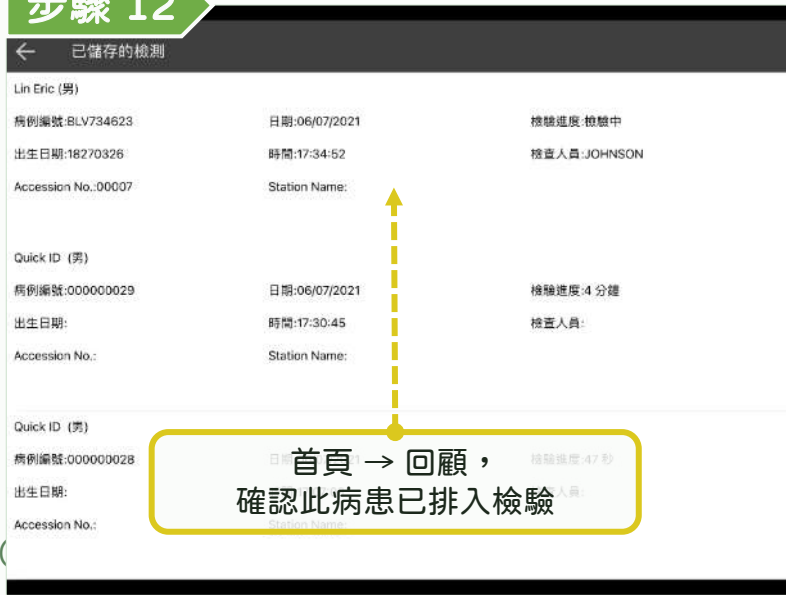 步驟 12
← 已儲存的檢測
Lin Eric (男)
病例編號:BLV734623 日期:06/07/2021 檢驗進度:檢驗中
出生日期:18270326 時間:17:34:52 檢查人員:JOHNSON
Accession No.:00007 Station Name:
Quick ID (男)
病例編號:000000029 日期:06/07/2021 檢驗進度:4 分鐘
出生日期: 時間:17:30:45 檢查人員:
Accession No.: Station Name:
Quick ID (男)
病例編號:000000028 檢驗進度:47 秒
出生日期: 檢查人員:
Accession No.: Station Name:
首頁 → 回顧，
確認此病患已排入檢驗